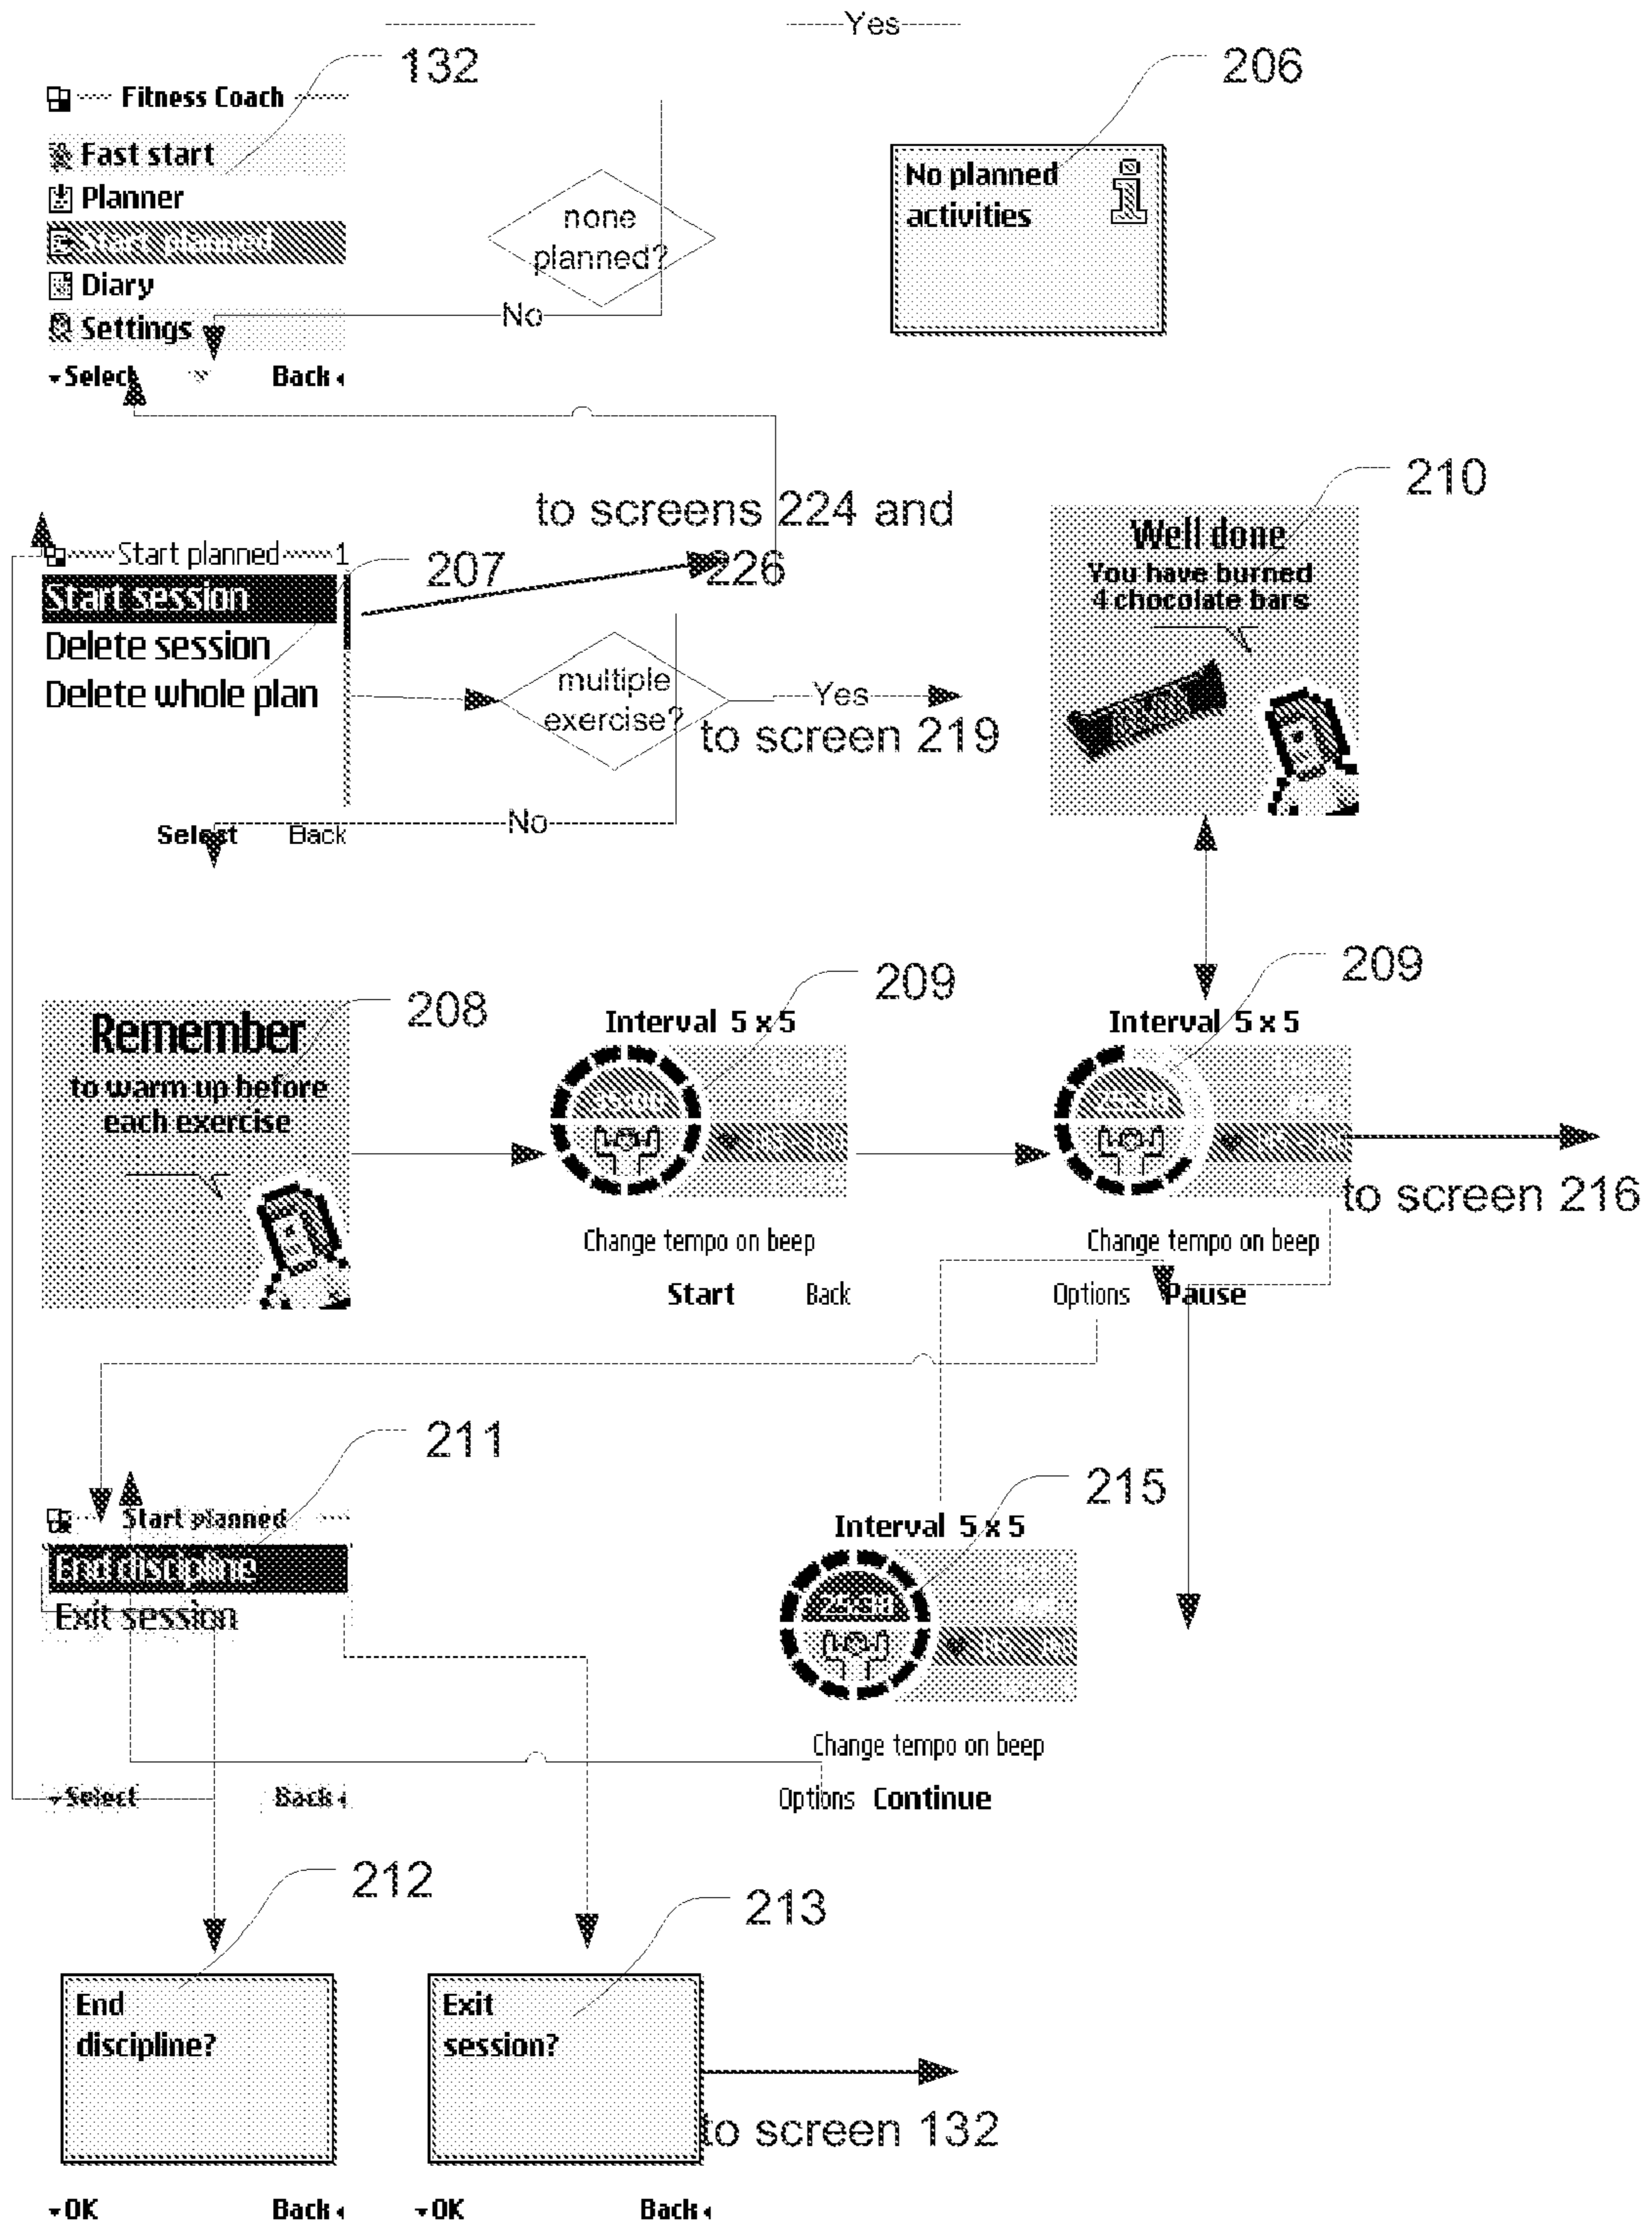 Yes
132
206
Fitness Coach
Fast start
Planner
Start planned
Diary
Settings
Select
Back
none
planned?
No
No planned
activities
to screens 224 and
226
210
Start planned 1
207
Start session
Delete session
Delete whole plan
Select Back
multiple
exercise?
Yes
to screen 219
No
Well done
You have burned
4 chocolate bars
208
Remember
to warm up before
each exercise
209
Interval 5 x 5
Change tempo on beep
Start Back
209
Interval 5 x 5
to screen 216
Change tempo on beep
Options Pause
211
Start planned
End discipline
Exit session
Select Back
215
Interval 5 x 5
Change tempo on beep
Options Continue
212
End
discipline?
OK Back
213
Exit
session?
to screen 132
OK Back